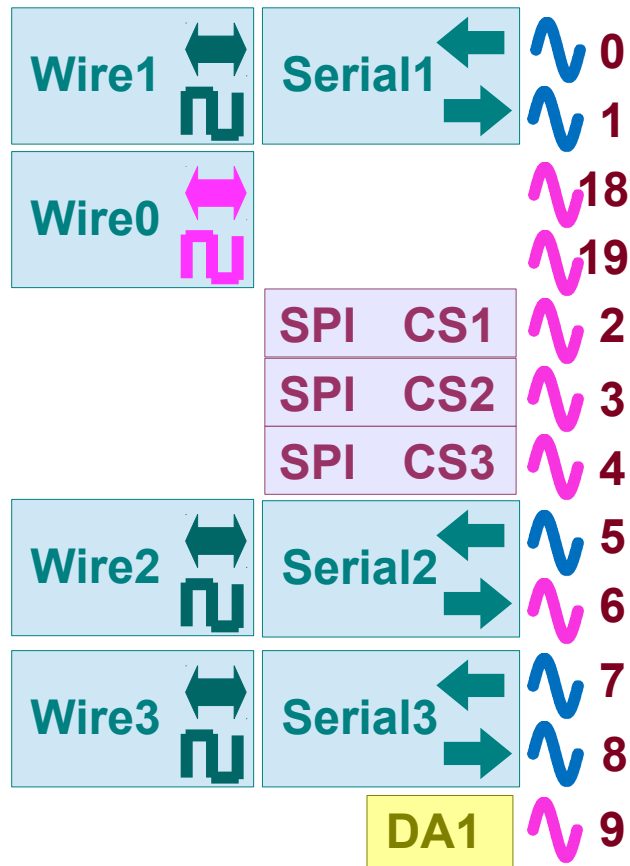 Wire1 Serial1 0
1
Wire0 18
19
SPI CS1 2
SPI CS2 3
SPI CS3 4
Wire2 Serial2 5
6
Wire3 Serial3 7
8
DA1 9